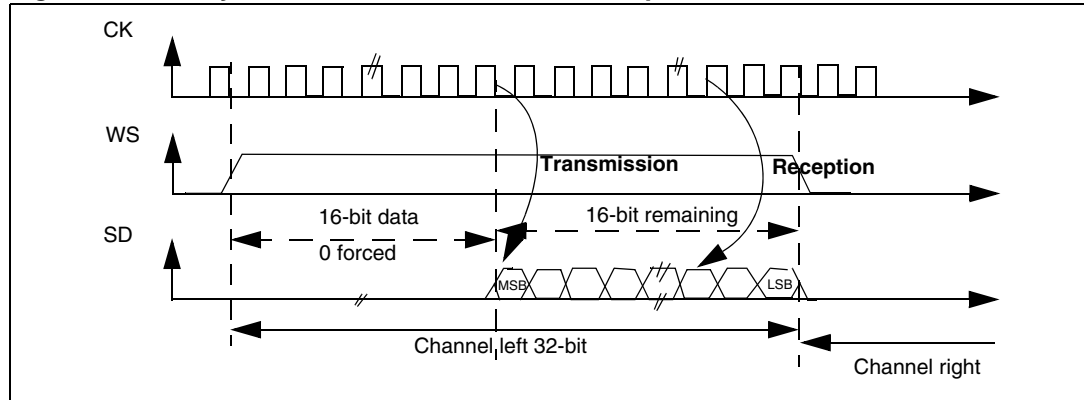 CK
WS
Transmission
Reception
16-bit data
16-bit remaining
SD
0 forced
MSB
LSB
Channel left 32-bit
Channel right